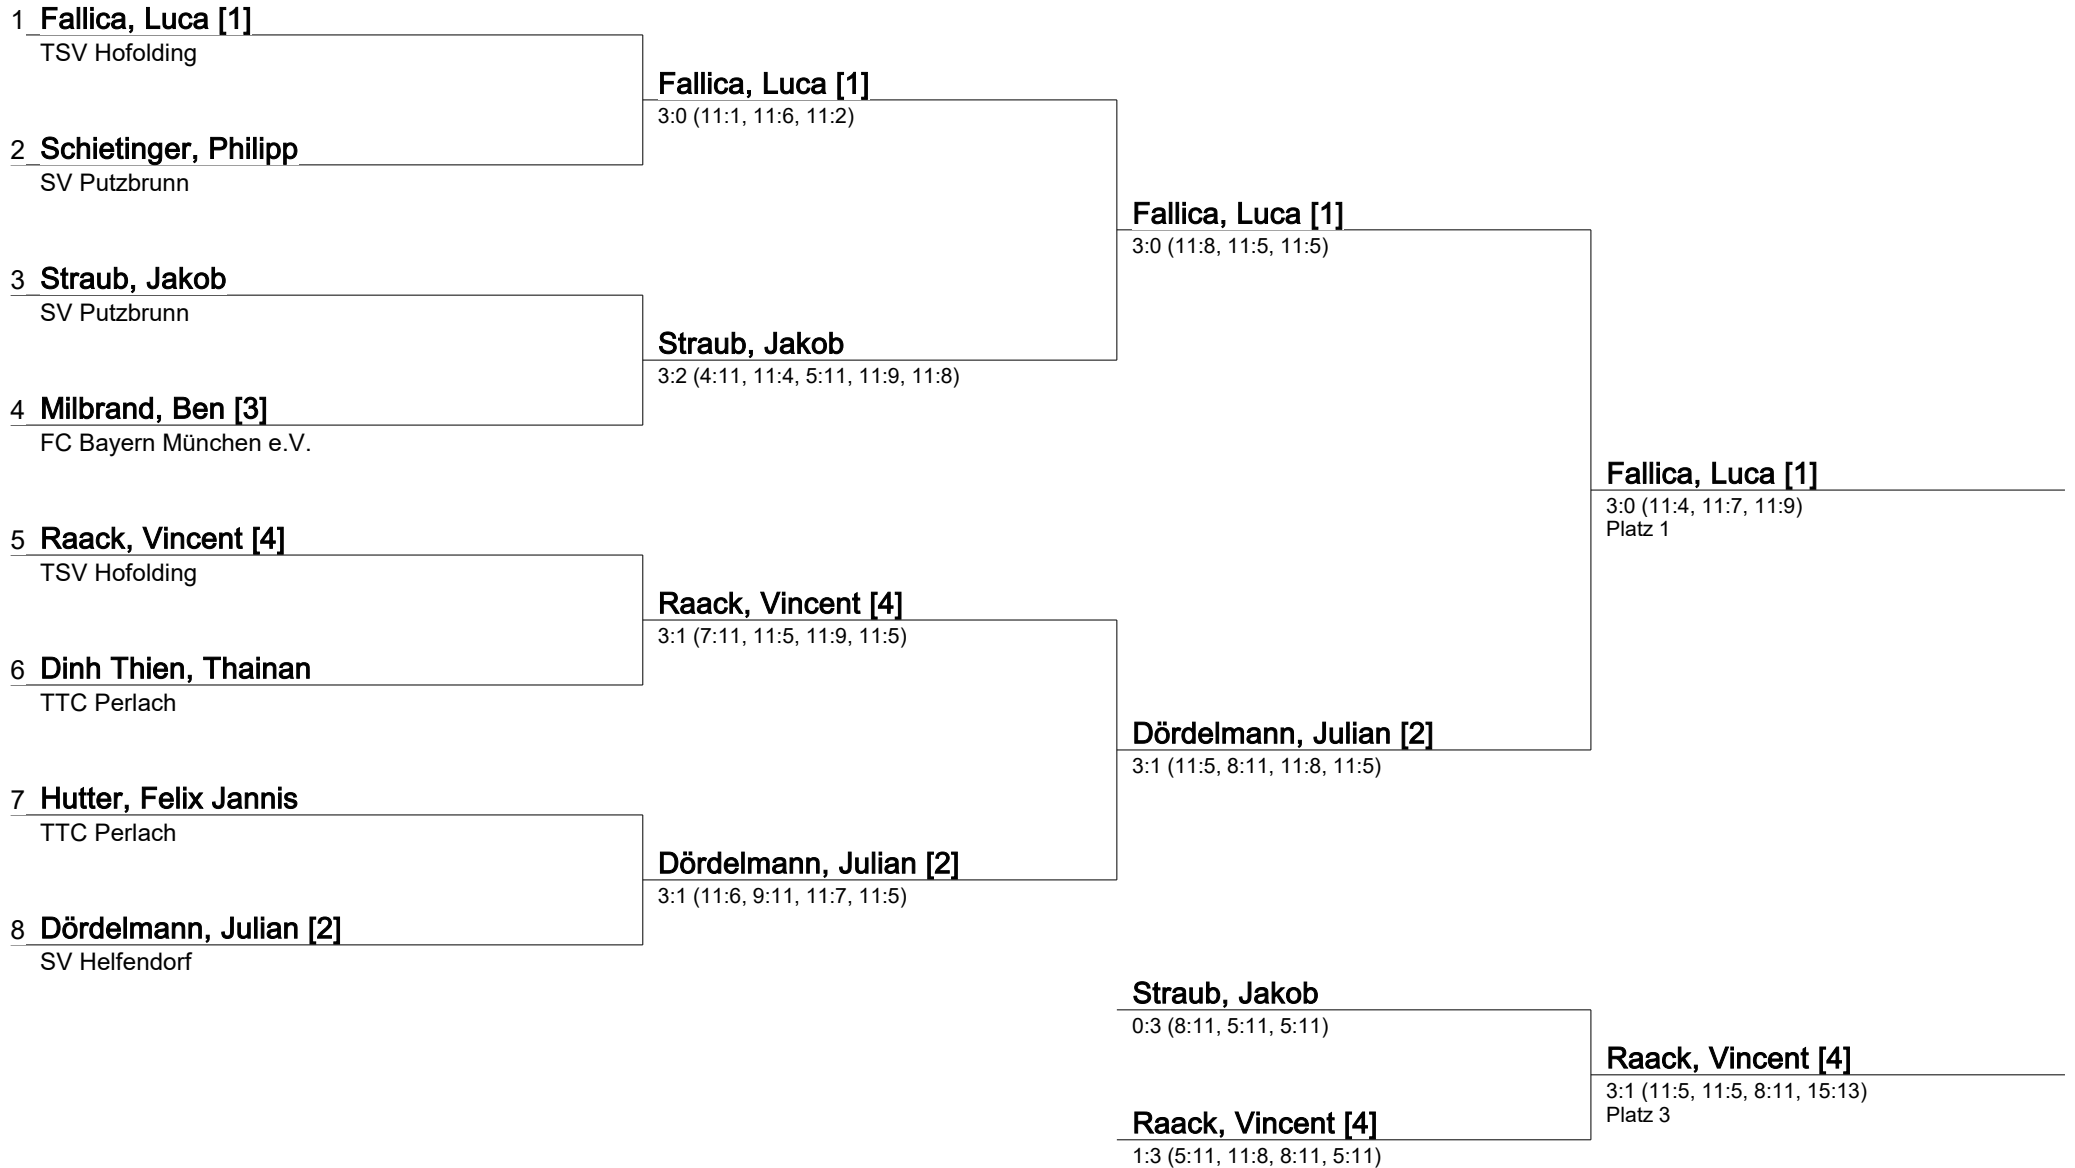 1 Fallica, Luca [1]
TSV Hofolding
Fallica, Luca [1]
3:0 (11:1, 11:6, 11:2)
2 Schietinger, Philipp
SV Putzbrunn
Fallica, Luca [1]
3:0 (11:8, 11:5, 11:5)
3 Straub, Jakob
SV Putzbrunn
Straub, Jakob
3:2 (4:11, 11:4, 5:11, 11:9, 11:8)
4 Milbrand, Ben [3]
FC Bayern München e.V.
Fallica, Luca [1]
3:0 (11:4, 11:7, 11:9)
Platz 1
5 Raack, Vincent [4]
TSV Hofolding
Raack, Vincent [4]
3:1 (7:11, 11:5, 11:9, 11:5)
6 Dinh Thien, Thainan
TTC Perlach
Dördelmann, Julian [2]
3:1 (11:5, 8:11, 11:8, 11:5)
7 Hutter, Felix Jannis
TTC Perlach
Dördelmann, Julian [2]
3:1 (11:6, 9:11, 11:7, 11:5)
8 Dördelmann, Julian [2]
SV Helfendorf
Straub, Jakob
0:3 (8:11, 5:11, 5:11)
Raack, Vincent [4]
3:1 (11:5, 11:5, 8:11, 15:13)
Platz 3
Raack, Vincent [4]
1:3 (5:11, 11:8, 8:11, 5:11)